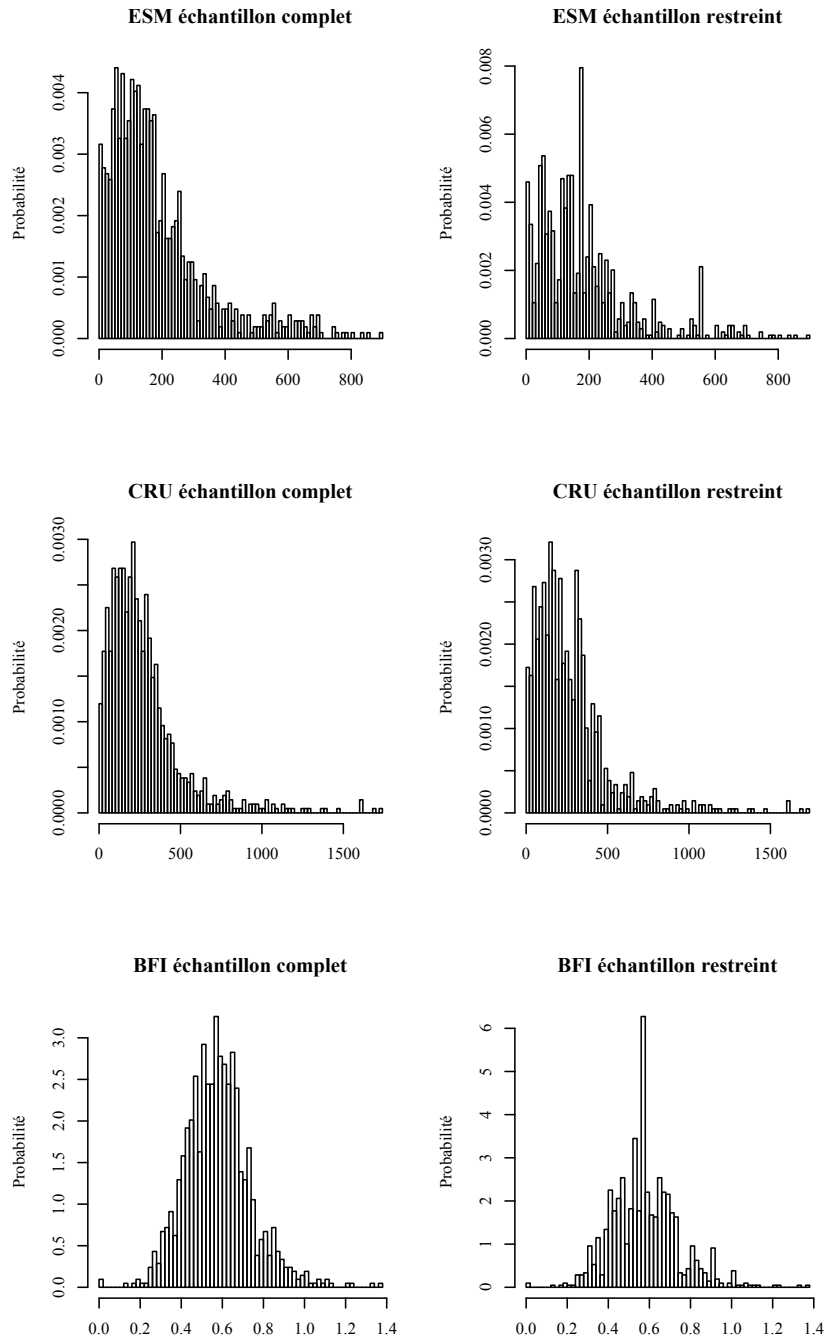 ESM échantillon complet
Probabilité
0.000 0.001 0.002 0.003 0.004
0 200 400 600 800
ESM échantillon restreint
Probabilité
0.000 0.002 0.004 0.006 0.008
0 200 400 600 800
CRU échantillon complet
Probabilité
0.0000 0.0010 0.0020 0.0030
0 500 1000 1500
CRU échantillon restreint
Probabilité
0.0000 0.0010 0.0020 0.0030
0 500 1000 1500
BFI échantillon complet
Probabilité
0.0 0.5 1.0 1.5 2.0 2.5 3.0
0.0 0.2 0.4 0.6 0.8 1.0 1.2 1.4
BFI échantillon restreint
Probabilité
0 1 2 3 4 5 6
0.0 0.2 0.4 0.6 0.8 1.0 1.2 1.4